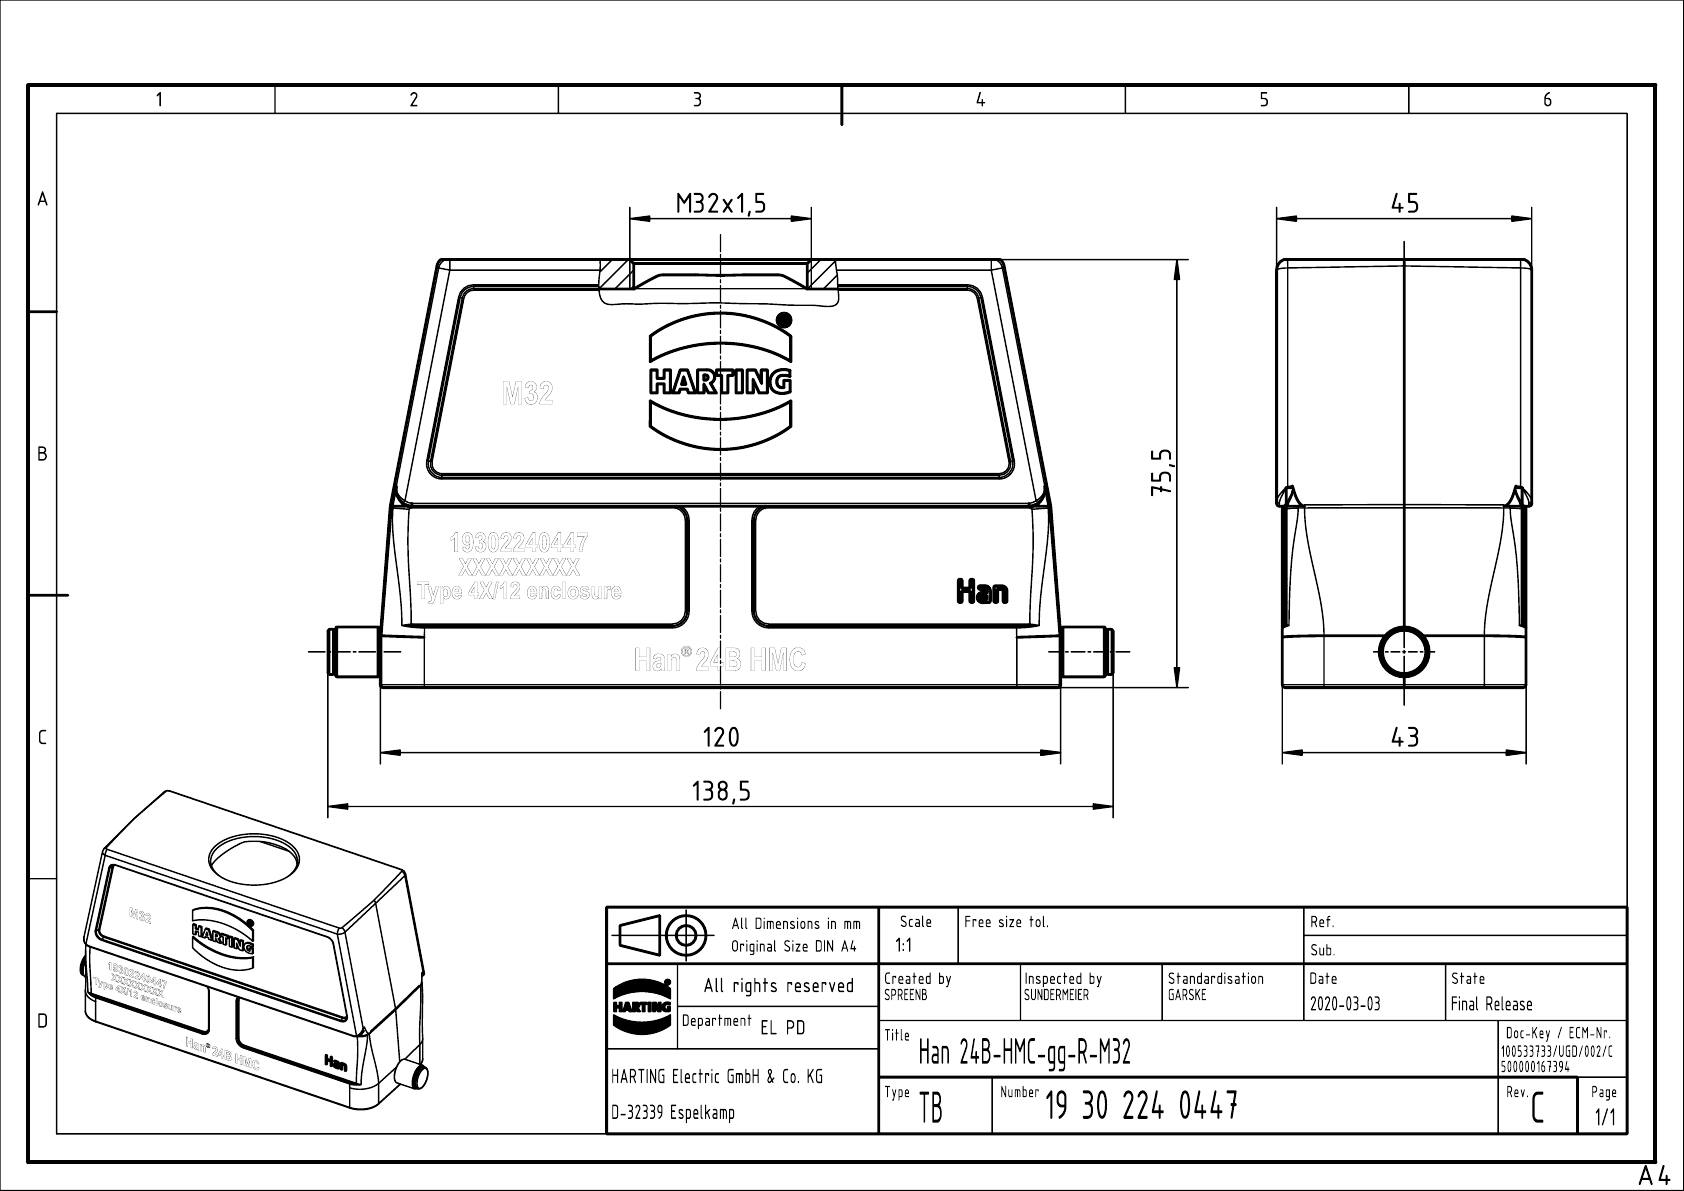 1 2 3 4 5 6
A
B
C
D
M32x1,5
45
HARTING
M32
75,5
19302240447
XXXXXXXXX
Type 4X/12 enclosure
Han
Han® 24B HMC
120
43
138,5
M32
HARTING
19302240447
XXXXXXXXX
Type 4X/12 enclosure
Han® 24B HMC
Han
All Dimensions in mm
Original Size DIN A4
Scale
1:1
Free size tol.
Ref.
Sub.
HARTING
All rights reserved
Department EL PD
Created by
SPREENB
Inspected by
SUNDERMEIER
Standardisation
GARSKE
Date
2020-03-03
State
Final Release
Title Han 24B-HMC-gg-R-M32
Doc-Key / ECM-Nr.
100533733/UGD/002/C
500000167394
HARTING Electric GmbH & Co. KG
D-32339 Espelkamp
Type TB
Number 19 30 224 0447
Rev. C
Page
1/1
A4